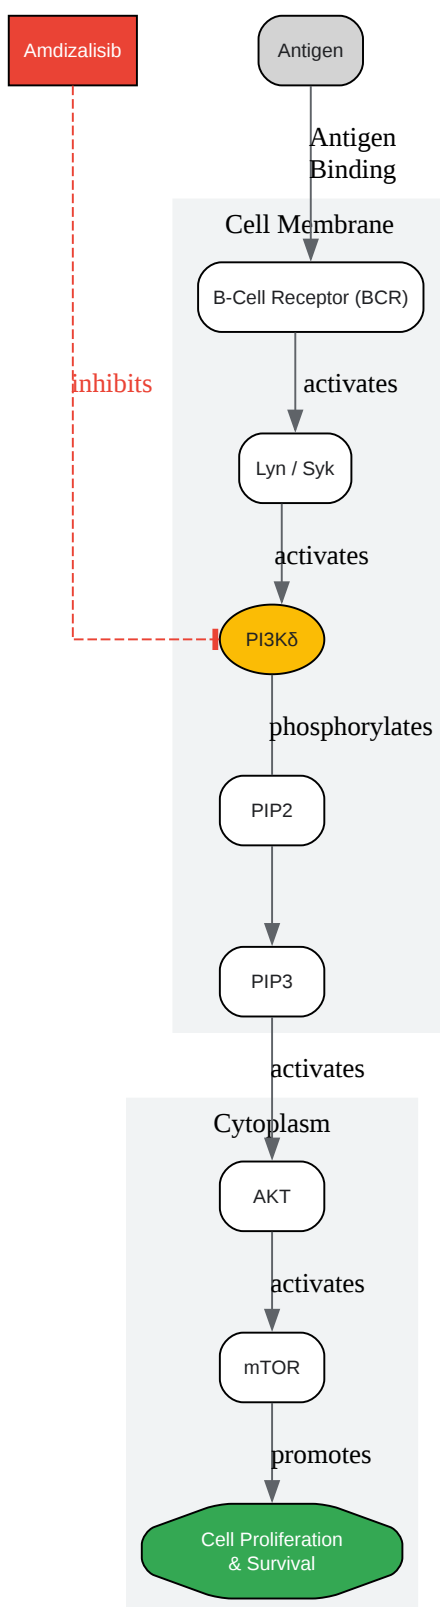 Amdizalisib
Antigen
Antigen
Binding
Cell Membrane
B-Cell Receptor (BCR)
inhibits
activates
Lyn / Syk
activates
PI3Kδ
phosphorylates
PIP2
PIP3
activates
Cytoplasm
AKT
activates
mTOR
promotes
Cell Proliferation
& Survival